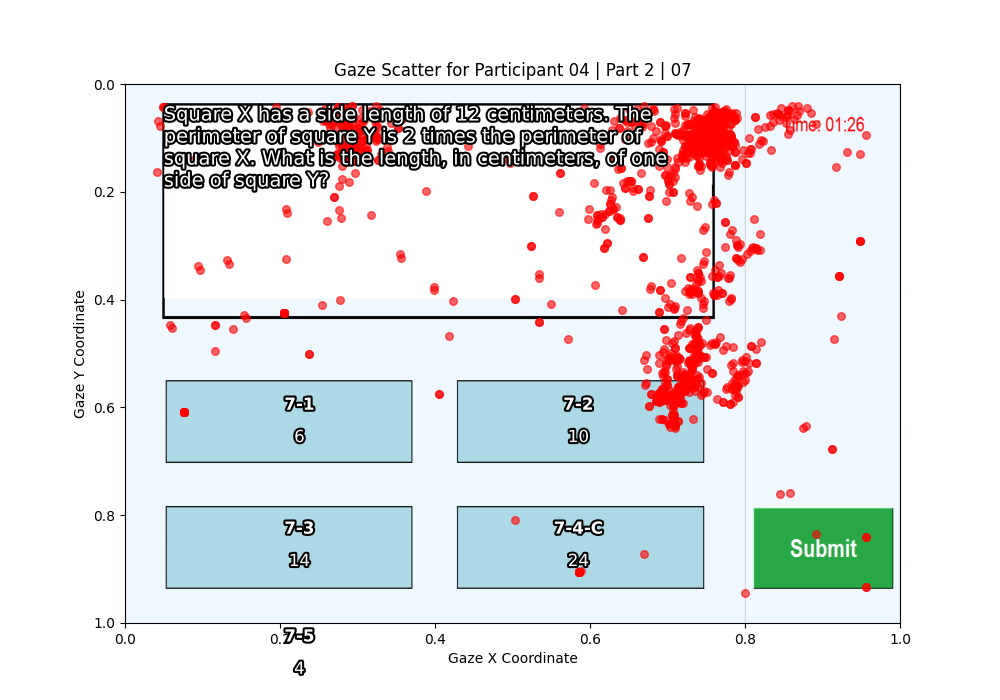 Gaze Scatter for Participant 04 | Part 2 | 07
Square X has a side length of 12 centimeters. The
perimeter of square Y is 2 times the perimeter of
square X. What is the length, in centimeters, of one
side of square Y?
Time: 01:26
7-1
6
7-2
10
7-3
14
7-4-C
24
7-5
4
Submit
0.0
0.2
0.4
0.6
0.8
1.0
Gaze Y Coordinate
0.0
0.2
0.4
0.6
0.8
1.0
Gaze X Coordinate